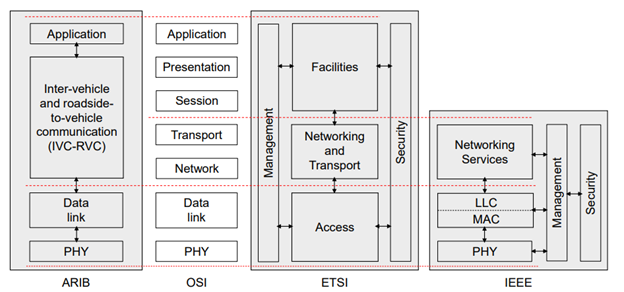 Application
Inter-vehicle
and roadside-
to-vehicle
communication
(IVC-RVC)
Data
link
PHY
ARIB
Application
Presentation
Session
Transport
Network
Data
link
PHY
OSI
Management
Facilities
Networking
and
Transport
Access
Security
ETSI
Networking
Services
LLC
MAC
PHY
Management
Security
IEEE